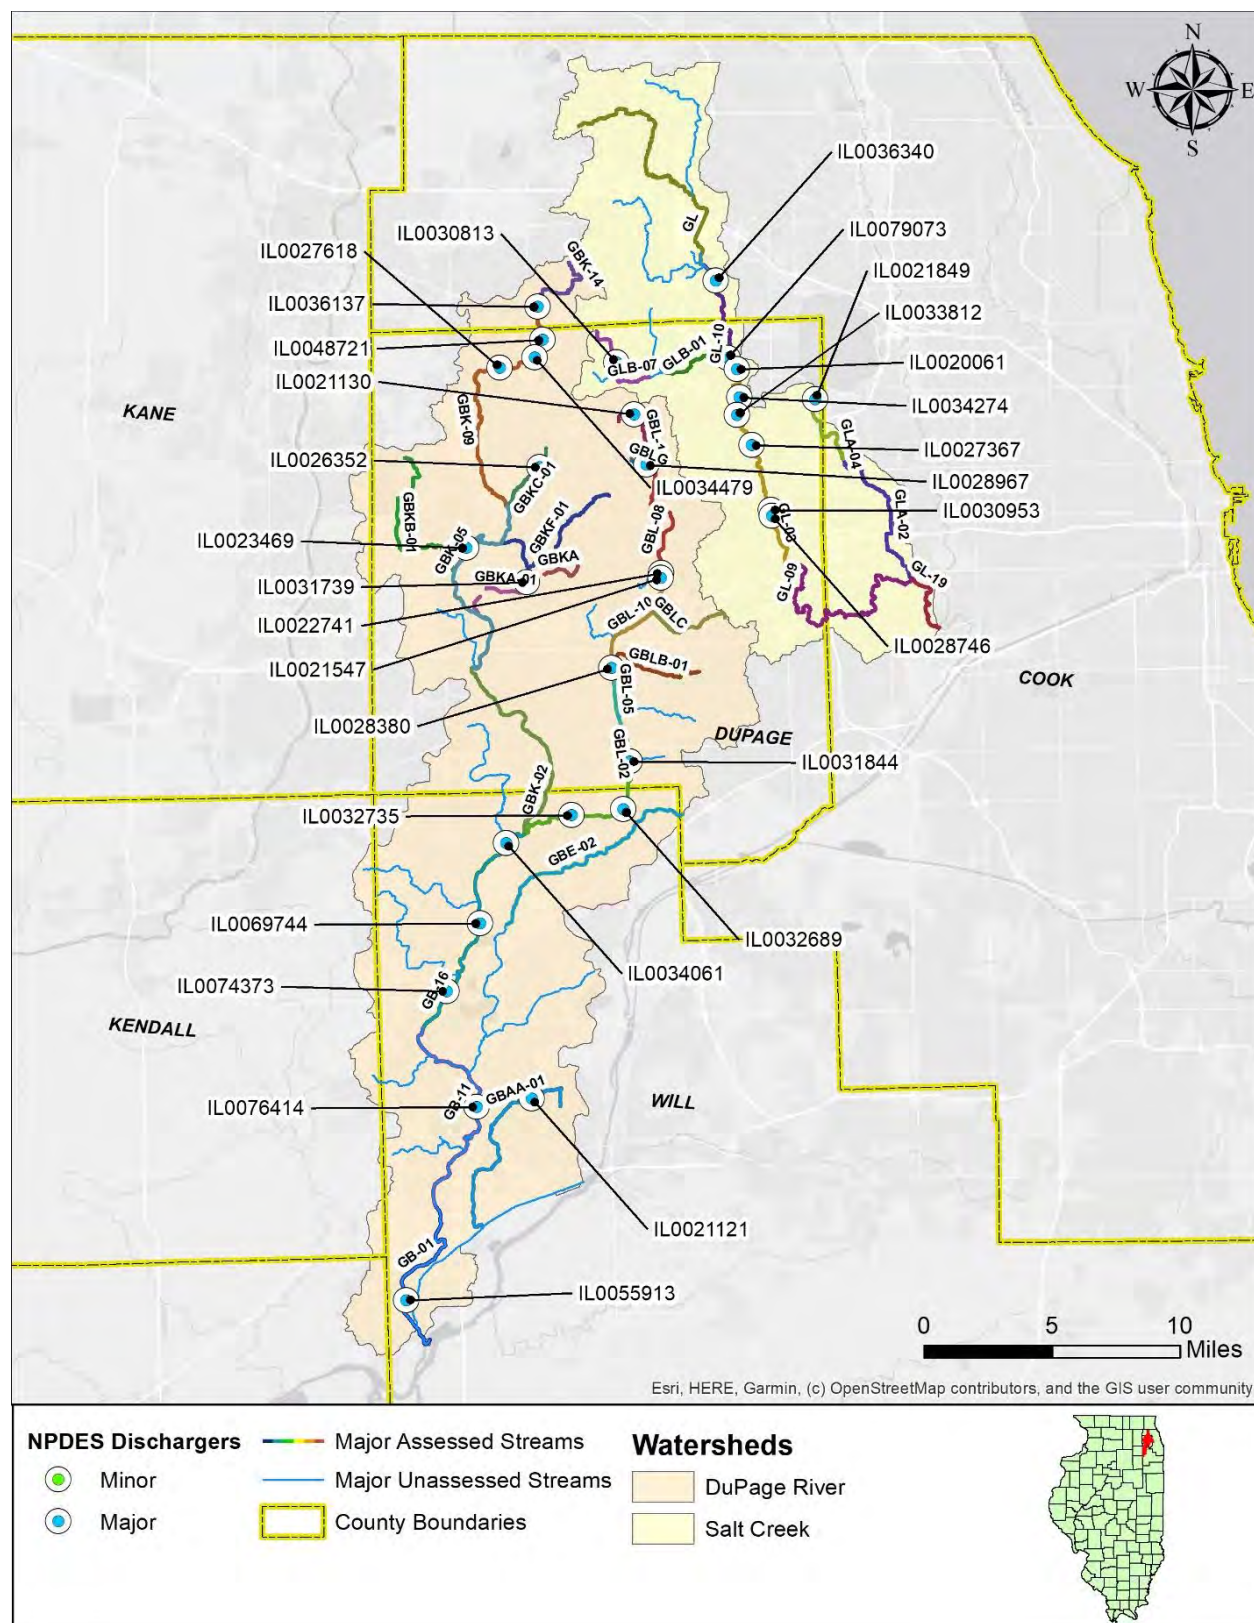 N
W
E
S
IL0036340
IL0030813
IL0079073
IL0027618
IL0021849
IL0036137
IL0033812
IL0048721
IL0020061
IL0021130
IL0034274
IL0027367
IL0026352
IL0034479
IL0028967
IL0030953
IL0023469
IL0031739
IL0022741
IL0021547
IL0028746
IL0028380
IL0031844
IL0032735
IL0069744
IL0032689
IL0034061
IL0074373
IL0076414
IL0021121
IL0055913
KANE
COOK
DUPAGE
KENDALL
WILL
GL
GBK-14
GL-10
GLB-01
GLB-07
GBK-09
GBLG
GLA-04
GBKC-01
GBKB-01
GBKF-01
GBL-08
GLA-02
GL-03
GBK-05
GBKA
GBKA-01
GL-09
GL-19
GBL-10
GBLC
GBLB-01
GBL-05
GBL-02
GBK-02
GBE-02
GB-16
GB-11
GBAA-01
GB-01
0 5 10
Miles
Esri, HERE, Garmin, (c) OpenStreetMap contributors, and the GIS user community
NPDES Dischargers
Minor
Major
Major Assessed Streams
Major Unassessed Streams
County Boundaries
Watersheds
DuPage River
Salt Creek